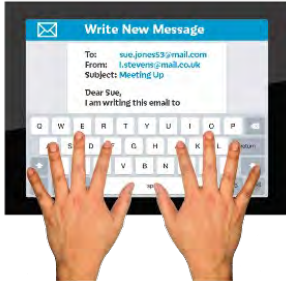 Write New Message
To: sue.jones53@mail.com
From: l.stevens@mail.co.uk
Subject: Meeting Up
Dear Sue,
I am writing this email to
Q W E R T Y U I O P
S D F G H K L return
V B N